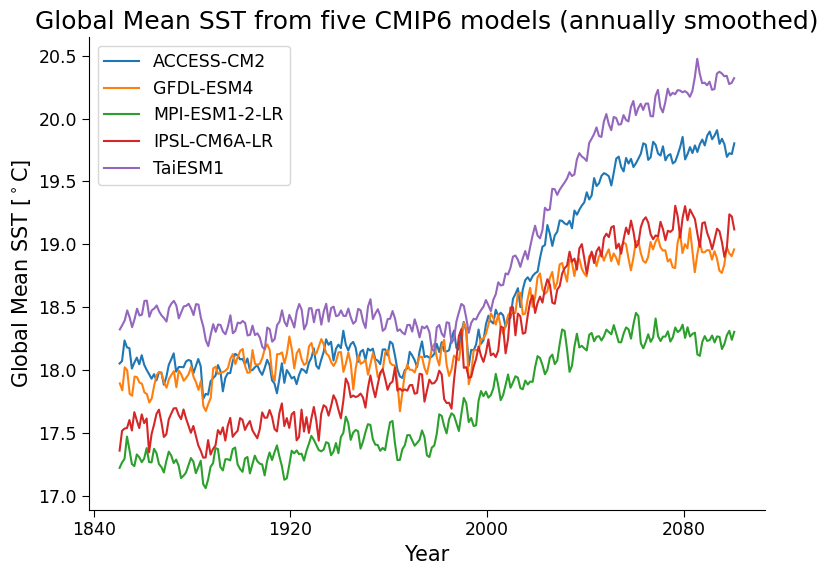 Global Mean SST from five CMIP6 models (annually smoothed)
20.5
20.0
19.5
19.0
18.5
18.0
17.5
17.0
Global Mean SST [$^\circ$C]
ACCESS-CM2
GFDL-ESM4
MPI-ESM1-2-LR
IPSL-CM6A-LR
TaiESM1
1840
1920
2000
2080
Year